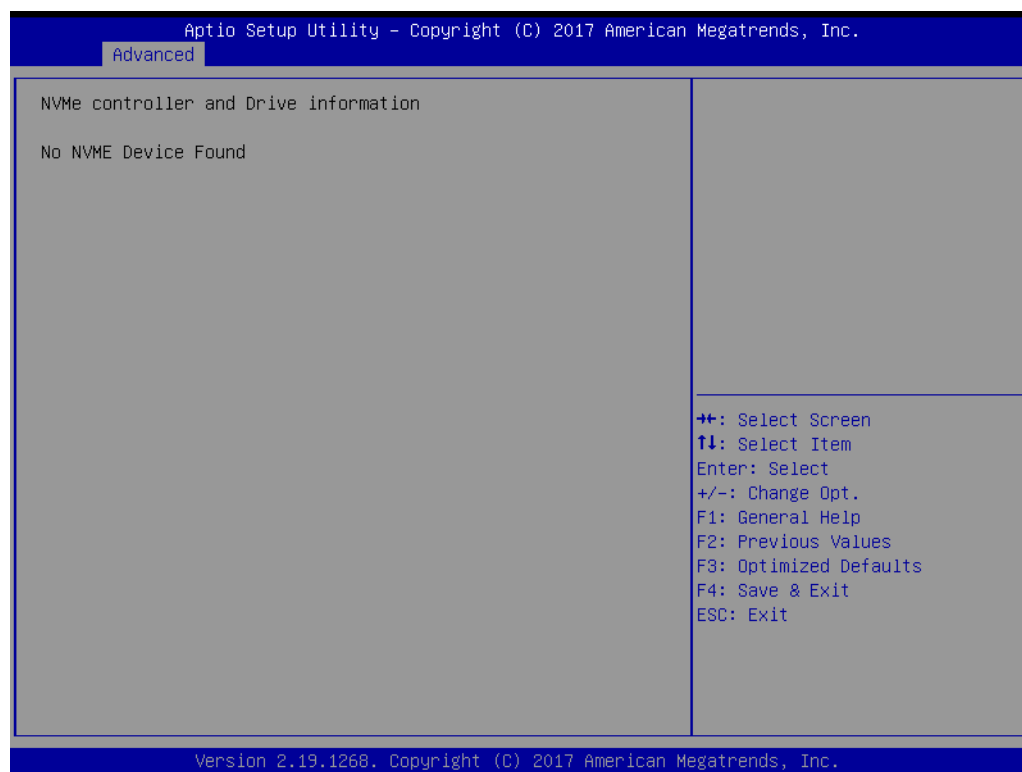 Aptio Setup Utility – Copyright (C) 2017 American Megatrends, Inc.
Advanced
NVMe controller and Drive information
No NVME Device Found
→←: Select Screen
↑↓: Select Item
Enter: Select
+/-: Change Opt.
F1: General Help
F2: Previous Values
F3: Optimized Defaults
F4: Save & Exit
ESC: Exit
Version 2.19.1268. Copyright (C) 2017 American Megatrends, Inc.